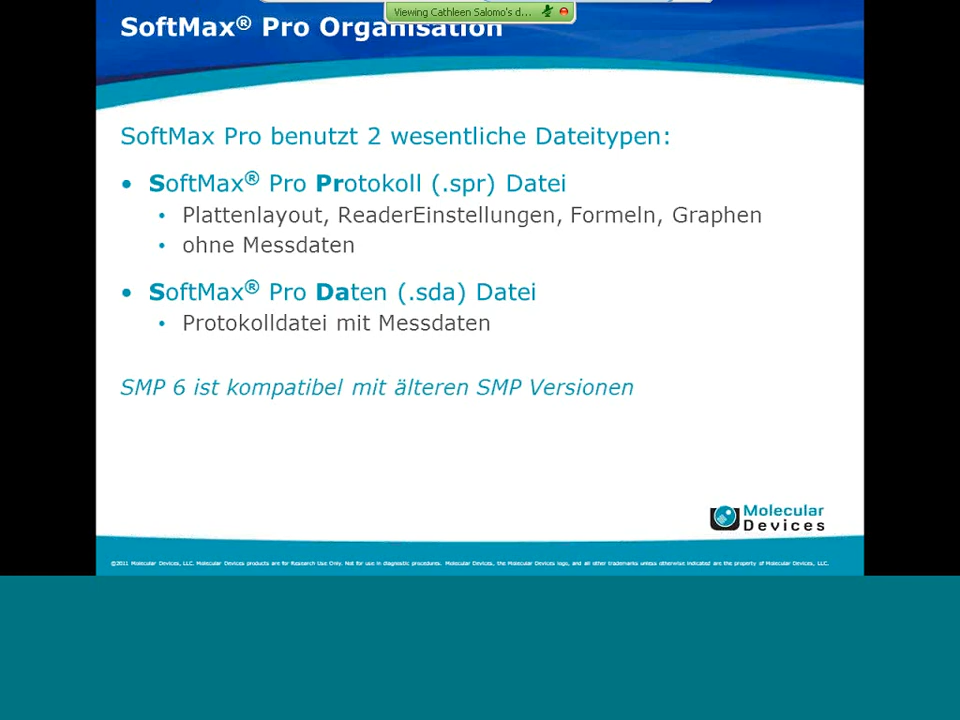 Viewing Cathleen Salomo's d...
SoftMax® Pro Organisation
SoftMax Pro benutzt 2 wesentliche Dateitypen:
• SoftMax® Pro Protokoll (.spr) Datei
• Plattenlayout, ReaderEinstellungen, Formeln, Graphen
• ohne Messdaten
• SoftMax® Pro Daten (.sda) Datei
• Protokolldatei mit Messdaten
SMP 6 ist kompatibel mit älteren SMP Versionen
Molecular
Devices
©2011 Molecular Devices, LLC. Molecular Devices products are for Research Use Only. Not for use in diagnostic procedures. Molecular Devices, the Molecular Devices logo, and all other trademarks unless otherwise indicated are the property of Molecular Devices, LLC.